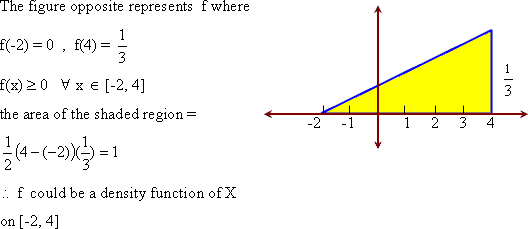 The figure opposite represents f where
f(-2) = 0 , f(4) = 1/3
f(x) ≥ 0 ∀ x ∈ [-2, 4]
the area of the shaded region =
1/2 (4 – (-2))(1/3) = 1
∴ f could be a density function of X
on [-2, 4]
1/3
-2 -1 1 2 3 4